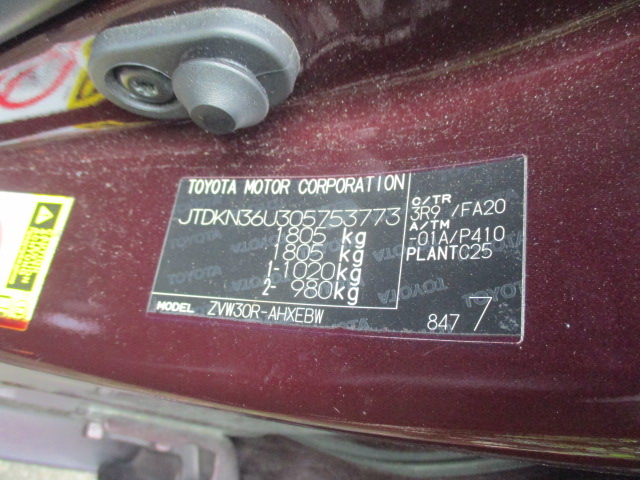 TOYOTA MOTOR CORPORATION
JTDKN36U305753773
1805 kg
1805 kg
1-1020kg
2- 980kg
MODEL ZVW30R-AHXEBW
C/TR
3R9 /FA20
A/TM
-01A/P410
PLANTC25
847 7